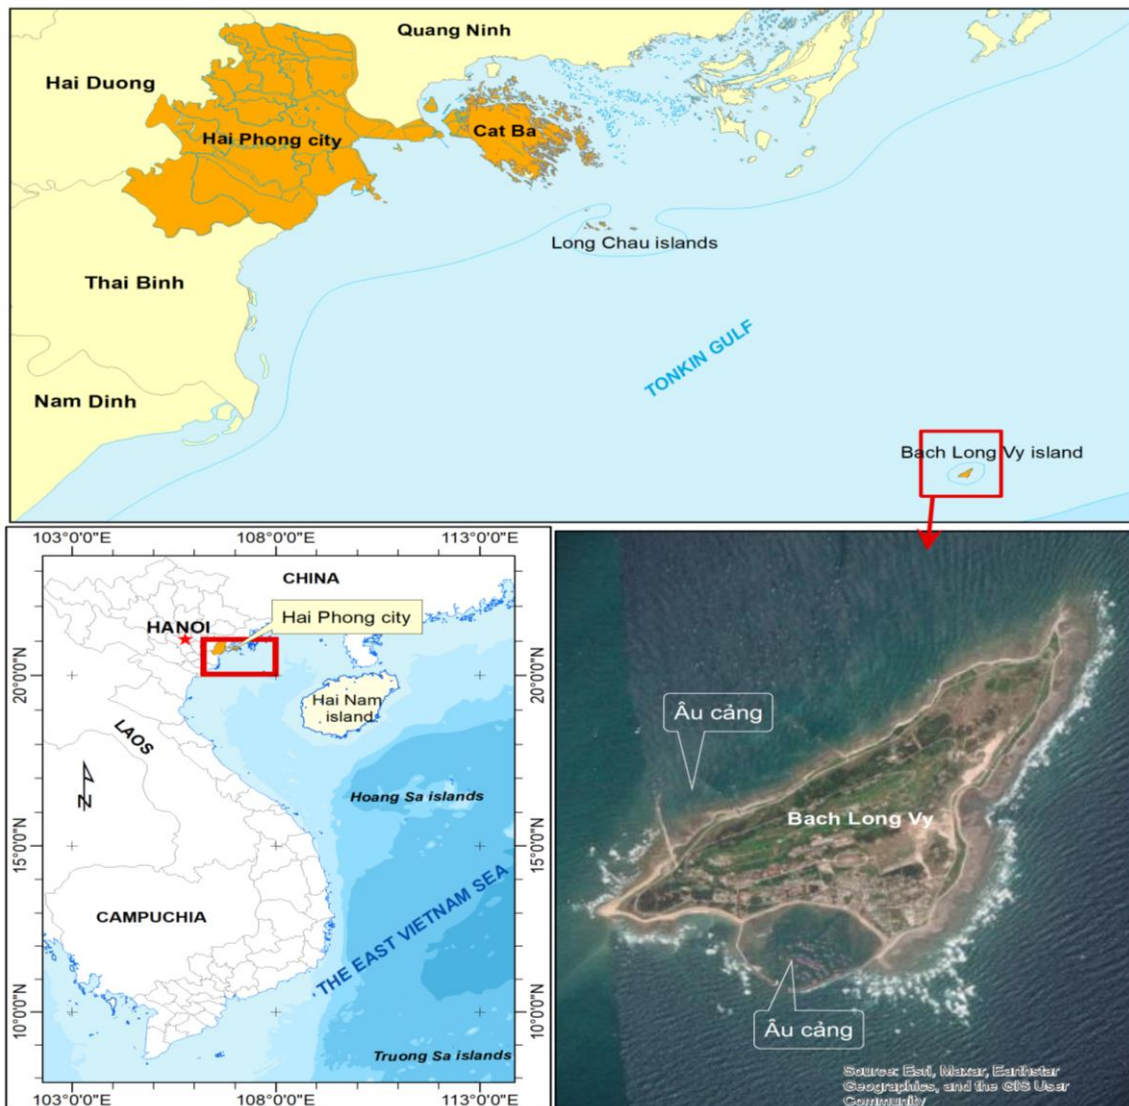 Quang Ninh
Hai Duong
Hai Phong city
Cat Ba
Long Chau islands
Thai Binh
TONKIN GULF
Nam Dinh
Bach Long Vy island
103°0'0"E
108°0'0"E
113°0'0"E
CHINA
Hai Phong city
HANOI
20°0'0"N
20°0'0"N
Hai Nam
island
LAOS
N
Hoang Sa islands
15°0'0"N
15°0'0"N
CAMPUCHIA
THE EAST VIETNAM SEA
10°0'0"N
10°0'0"N
Truong Sa islands
103°0'0"E
108°0'0"E
113°0'0"E
Âu cảng
Bach Long Vy
Âu cảng
Source: Esri, Maxar, Earthstar
Geographics, and the GIS User
Community